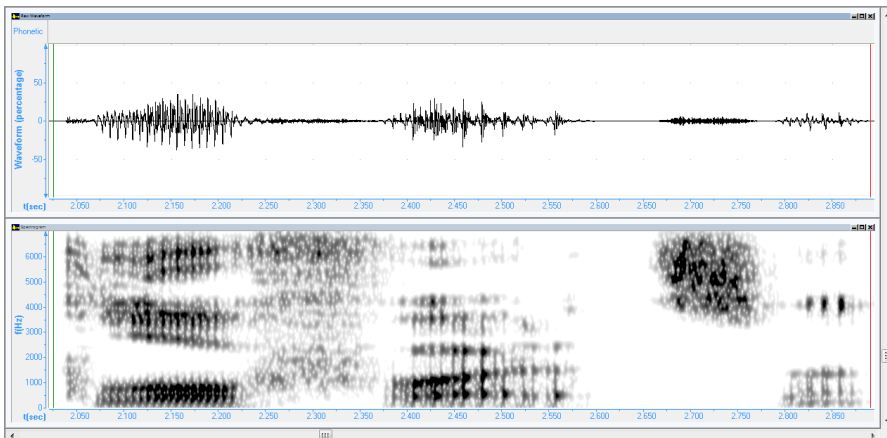 Raw Waveform
Phonetic
Waveform (percentage)
50
0
-50
t[sec] 2.050 2.100 2.150 2.200 2.250 2.300 2.350 2.400 2.450 2.500 2.550 2.600 2.650 2.700 2.750 2.800 2.850
Spectrogram
f(Hz)
6000
5000
4000
3000
2000
1000
0
t[sec] 2.050 2.100 2.150 2.200 2.250 2.300 2.350 2.400 2.450 2.500 2.550 2.600 2.650 2.700 2.750 2.800 2.850